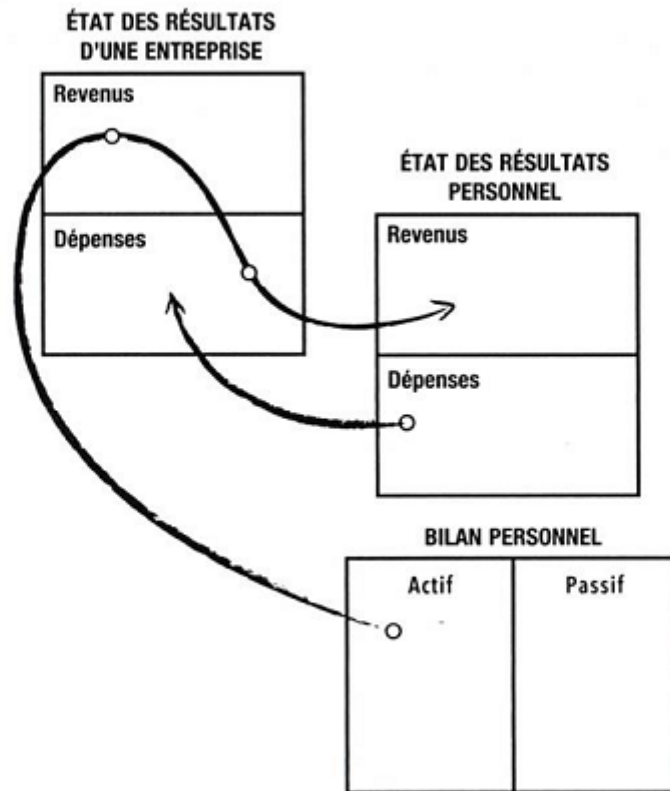 ÉTAT DES RÉSULTATS
D'UNE ENTREPRISE
Revenus
Dépenses
ÉTAT DES RÉSULTATS
PERSONNEL
Revenus
Dépenses
BILAN PERSONNEL
Actif
Passif